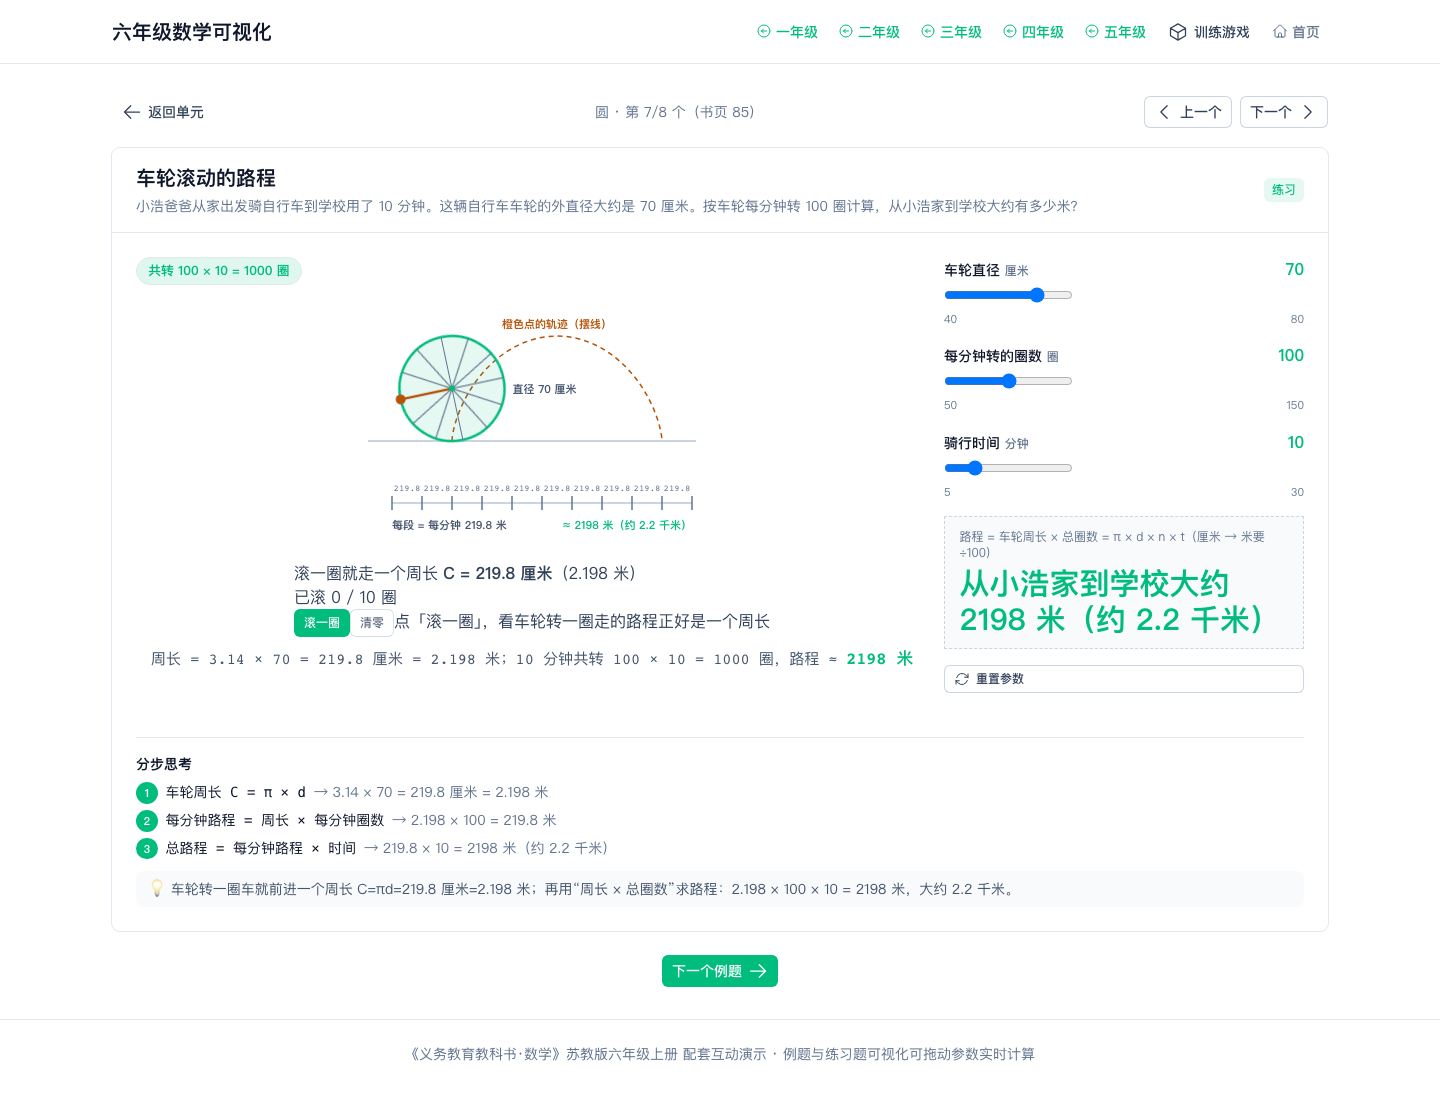 六年级数学可视化
一年级 二年级 三年级 四年级 五年级 训练游戏 首页
返回单元
圆 · 第 7/8 个（书页 85）
上一个 下一个
车轮滚动的路程
小浩爸爸从家出发骑自行车到学校用了 10 分钟。这辆自行车车轮的外直径大约是 70 厘米。按车轮每分钟转 100 圈计算，从小浩家到学校大约有多少米？
练习
共转 100 × 10 = 1000 圈
橙色点的轨迹（摆线）
直径 70 厘米
219.8 219.8 219.8 219.8 219.8 219.8 219.8 219.8 219.8 219.8
每段 = 每分钟 219.8 米
≈ 2198 米（约 2.2 千米）
滚一圈就走一个周长 C = 219.8 厘米（2.198 米）
已滚 0 / 10 圈
滚一圈 清零 点「滚一圈」，看车轮转一圈走的路程正好是一个周长
周长 = 3.14 × 70 = 219.8 厘米 = 2.198 米；10 分钟共转 100 × 10 = 1000 圈，路程 ≈ 2198 米
车轮直径 厘米 70
40 80
每分钟转的圈数 圈 100
50 150
骑行时间 分钟 10
5 30
路程 = 车轮周长 × 总圈数 = π × d × n × t（厘米 → 米要
÷100）
从小浩家到学校大约
2198 米（约 2.2 千米）
重置参数
分步思考
1 车轮周长 C = π × d → 3.14 × 70 = 219.8 厘米 = 2.198 米
2 每分钟路程 = 周长 × 每分钟圈数 → 2.198 × 100 = 219.8 米
3 总路程 = 每分钟路程 × 时间 → 219.8 × 10 = 2198 米（约 2.2 千米）
车轮转一圈车就前进一个周长 C=πd=219.8 厘米=2.198 米；再用“周长 × 总圈数”求路程：2.198 × 100 × 10 = 2198 米，大约 2.2 千米。
下一个例题
《义务教育教科书·数学》苏教版六年级上册 配套互动演示 · 例题与练习题可视化可拖动参数实时计算